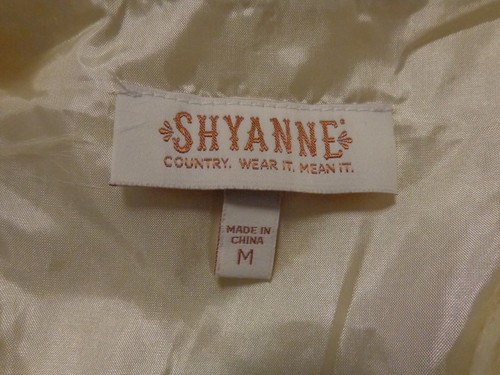 SHYANNE®
COUNTRY. WEAR IT. MEAN IT.
MADE IN
CHINA
M